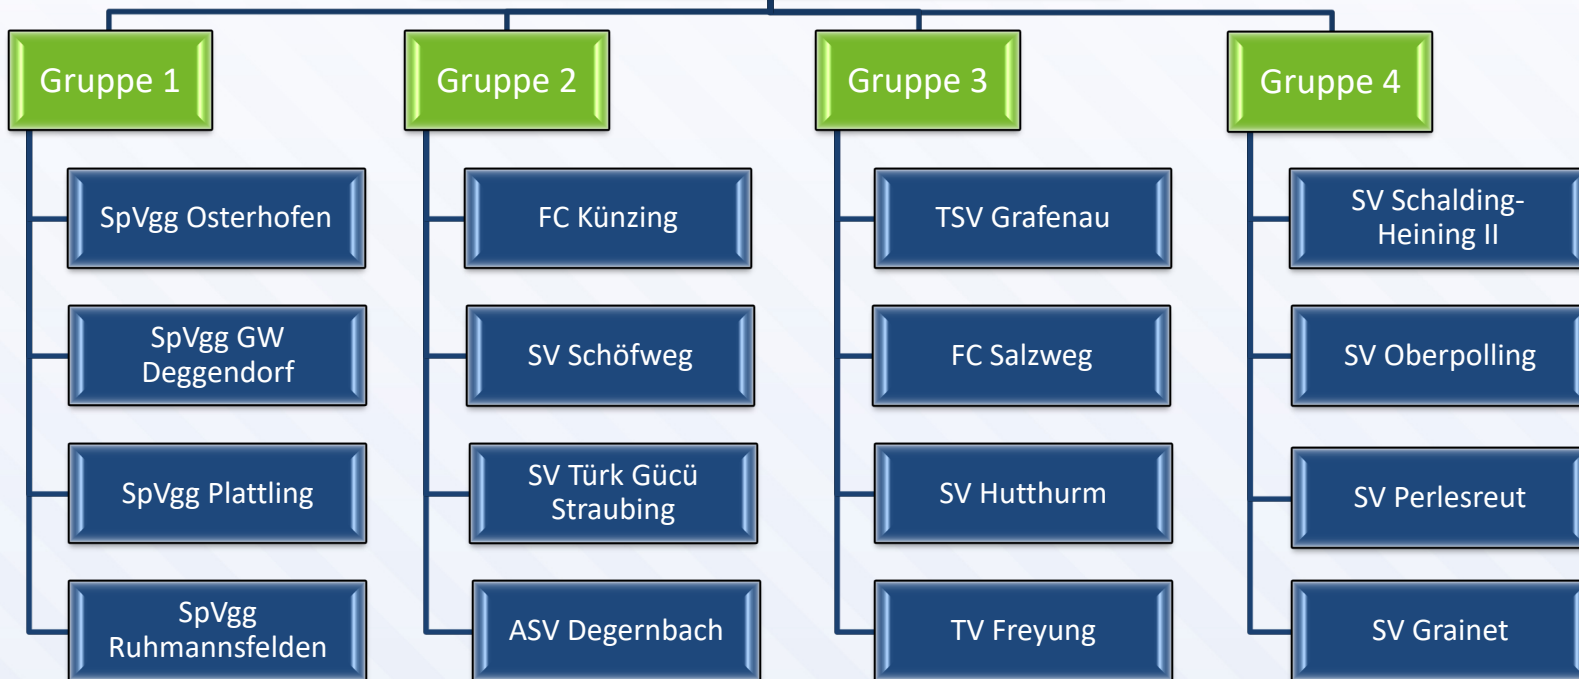 Gruppe 1
SpVgg Osterhofen
SpVgg GW
Deggendorf
SpVgg Plattling
SpVgg
Ruhmannsfelden
Gruppe 2
FC Künzing
SV Schöfweg
SV Türk Gücü
Straubing
ASV Degernbach
Gruppe 3
TSV Grafenau
FC Salzweg
SV Hutthurm
TV Freyung
Gruppe 4
SV Schalding-
Heining II
SV Oberpolling
SV Perlesreut
SV Grainet